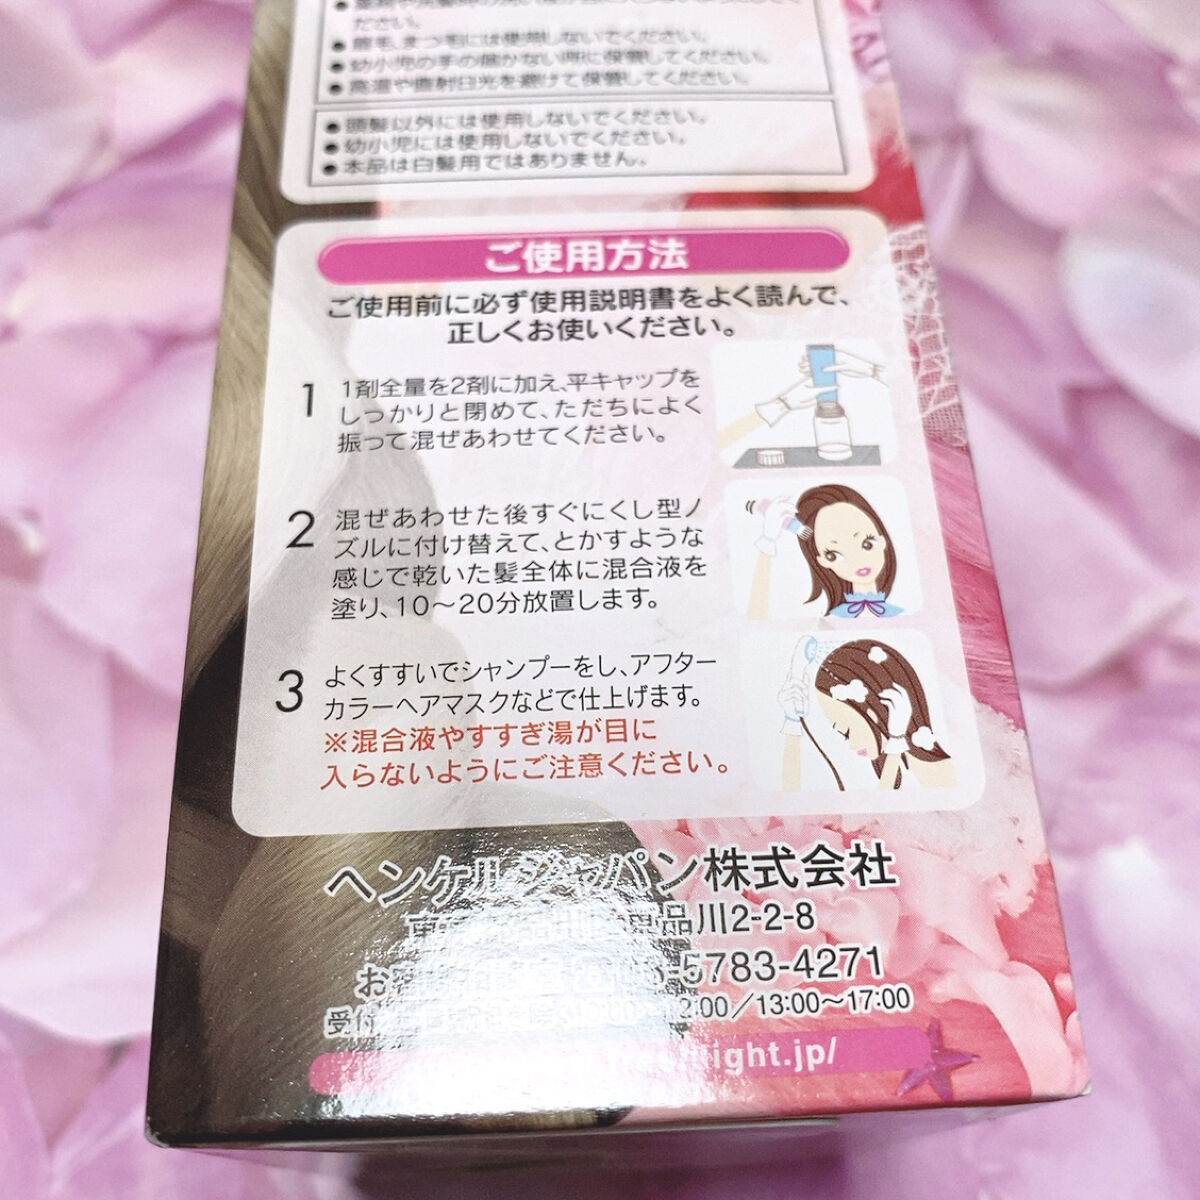 ださい。
●眉毛、まつ毛には使用しないでください。
●幼小児の手の届かない所に保管してください。
●高温や直射日光を避けて保管してください。
●頭髪以外には使用しないでください。
●幼小児には使用しないでください。
●本品は白髪用ではありません。
ご使用方法
ご使用前に必ず使用説明書をよく読んで、
正しくお使いください。
1 1剤全量を2剤に加え、平キャップを
しっかりと閉めて、ただちによく
振って混ぜあわせてください。
2 混ぜあわせた後すぐにくし型ノ
ズルに付け替えて、とかすような
感じで乾いた髪全体に混合液を
塗り、10〜20分放置します。
3 よくすすいでシャンプーをし、アフター
カラーヘアマスクなどで仕上げます。
※混合液やすすぎ湯が目に
入らないようにご注意ください。
ヘンケルジャパン株式会社
品川2-2-8
5783-4271
受付 /13:00〜17:00
light.jp/